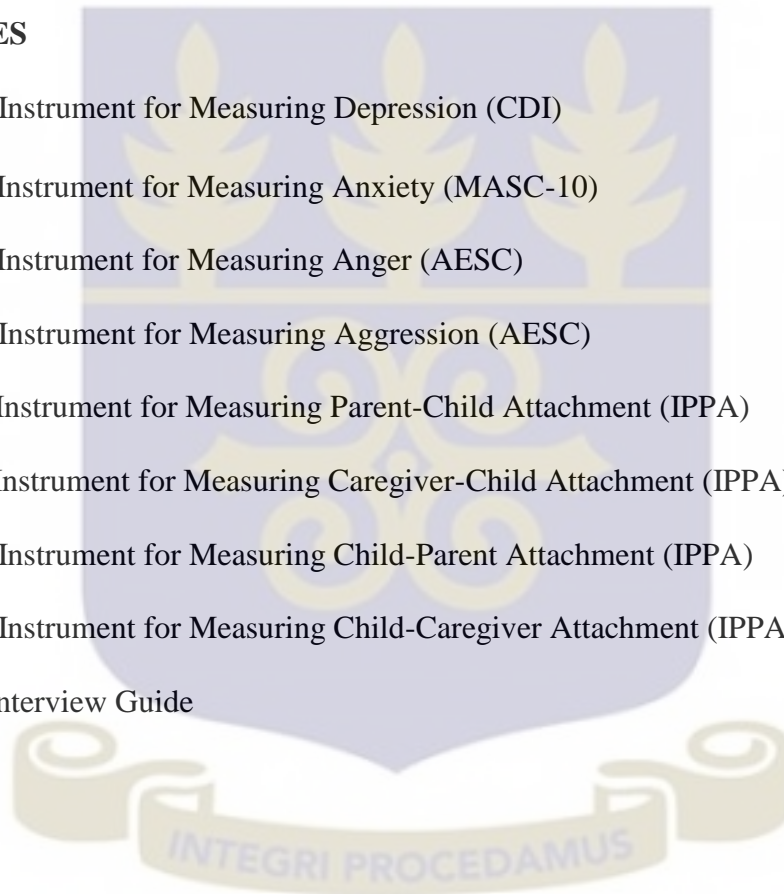 ES
Instrument for Measuring Depression (CDI)
Instrument for Measuring Anxiety (MASC-10)
Instrument for Measuring Anger (AESC)
Instrument for Measuring Aggression (AESC)
Instrument for Measuring Parent-Child Attachment (IPPA)
Instrument for Measuring Caregiver-Child Attachment (IPPA)
Instrument for Measuring Child-Parent Attachment (IPPA)
Instrument for Measuring Child-Caregiver Attachment (IPPA
nterview Guide
INTEGRI PROCEDAMUS